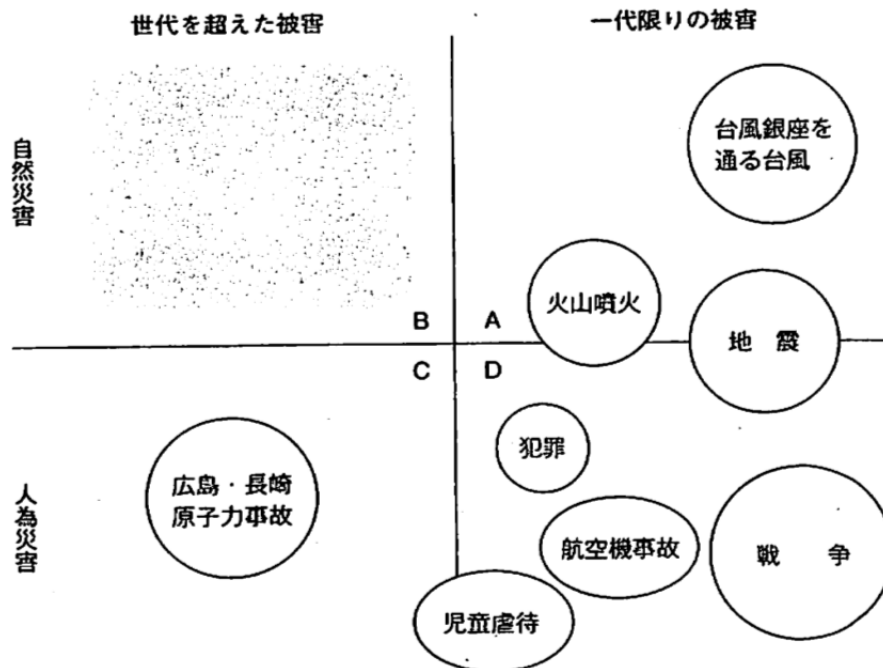 世代を超えた被害
一代限りの被害
自然災害
台風銀座を
通る台風
火山噴火
地 震
B
A
C
D
人為災害
広島・長崎
原子力事故
犯罪
航空機事故
戦 争
児童虐待